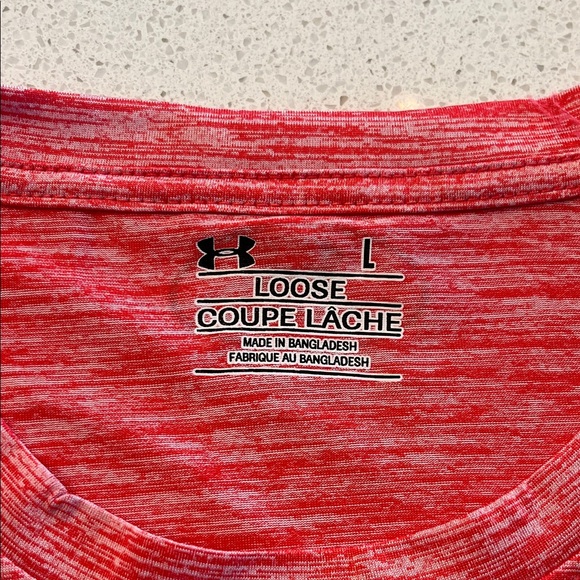 L
LOOSE
COUPE LÂCHE
MADE IN BANGLADESH
FABRIQUE AU BANGLADESH